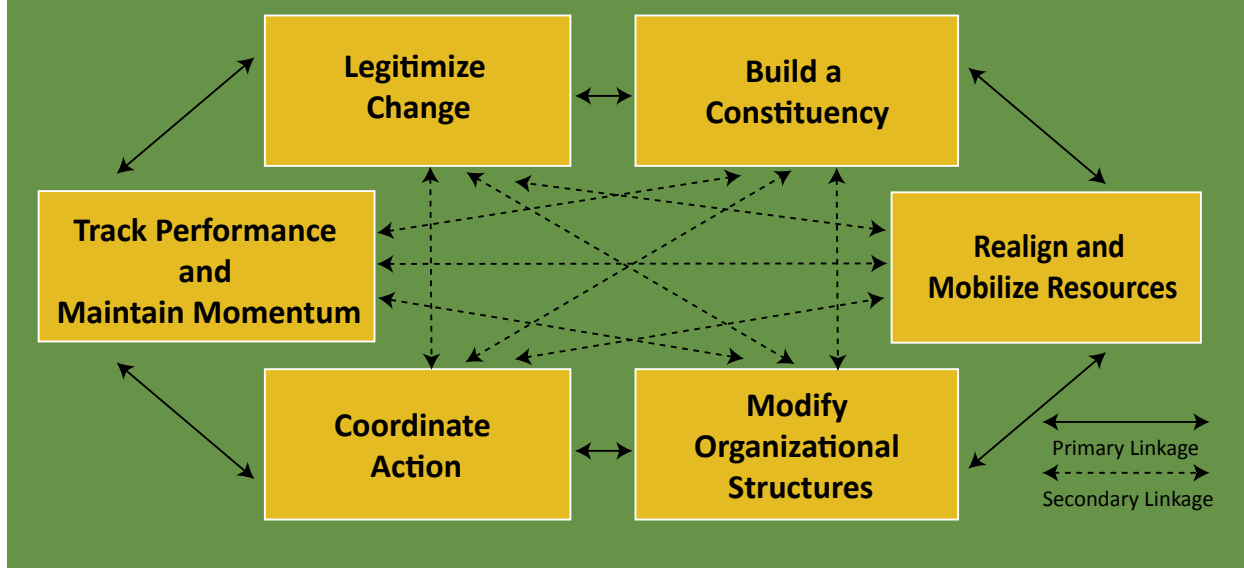 Legitimize
Change
Build a
Constituency
Track Performance
and
Maintain Momentum
Realign and
Mobilize Resources
Coordinate
Action
Modify
Organizational
Structures
Primary Linkage
Secondary Linkage